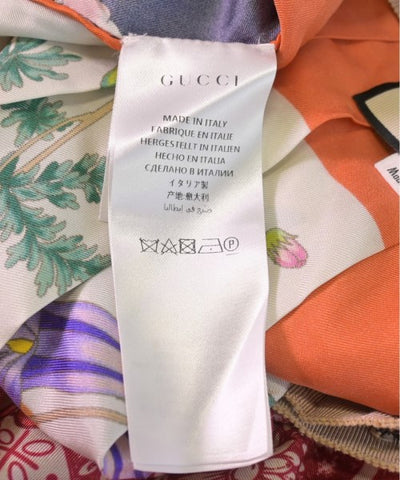 GUCCI
MADE IN ITALY
FABRIQUE EN ITALIE
HERGESTELLT IN ITALIEN
HECHO EN ITALIA
СДЕЛАНО В ИТАЛИИ
イタリア製
产地:意大利
صنع في ايطاليا
P